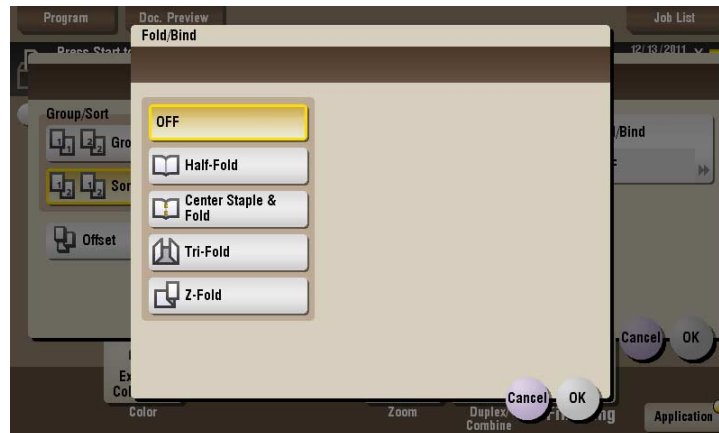 Program
Doc. Preview
Job List
Fold/Bind
12/13/2011
Group/Sort
OFF
/Bind
Half-Fold
Center Staple &
Fold
Offset
Tri-Fold
Z-Fold
Cancel
OK
Cancel
OK
Color
Zoom
Duplex/
Combine
Application